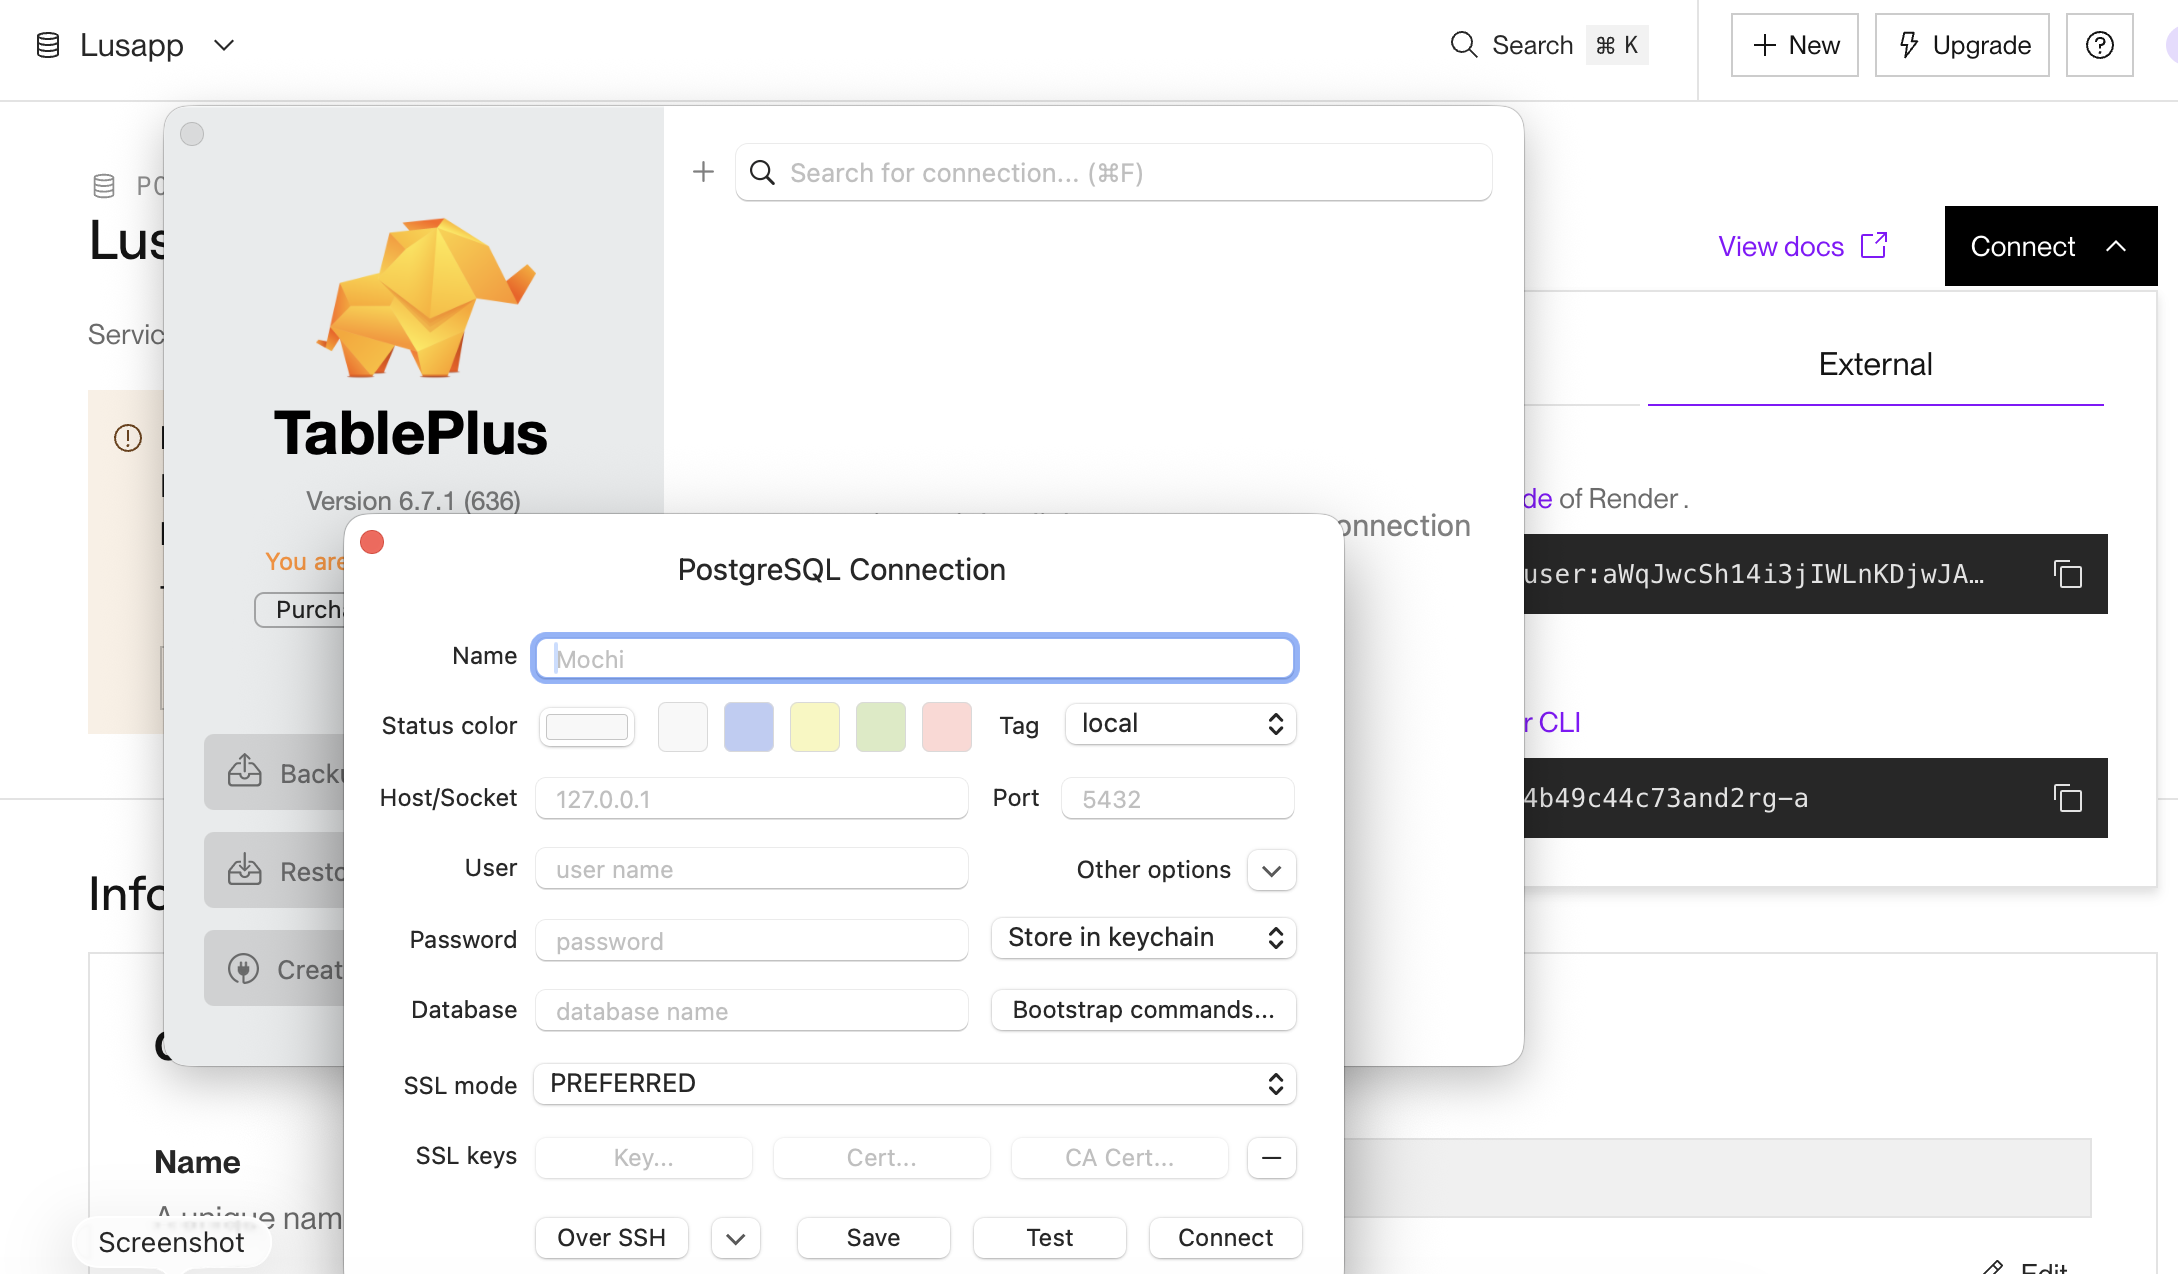 Lusapp
Search ⌘ K
+ New
Upgrade
Search for connection... (⌘F)
Lus
View docs
Connect
Servic
External
TablePlus
Version 6.7.1 (636)
de of Render.
onnection
You are
PostgreSQL Connection
user:aWqJwcSh14i3jIWLnKDjwJA…
Purcha
Name Mochi
Status color Tag local
r CLI
Backu
Host/Socket 127.0.0.1 Port 5432
4b49c44c73and2rg-a
User user name Other options
Resto
Info
Password password Store in keychain
Creat
Database database name Bootstrap commands...
SSL mode PREFERRED
SSL keys Key... Cert... CA Cert...
Name
A unique nam
Over SSH Save Test Connect
Screenshot
Edit